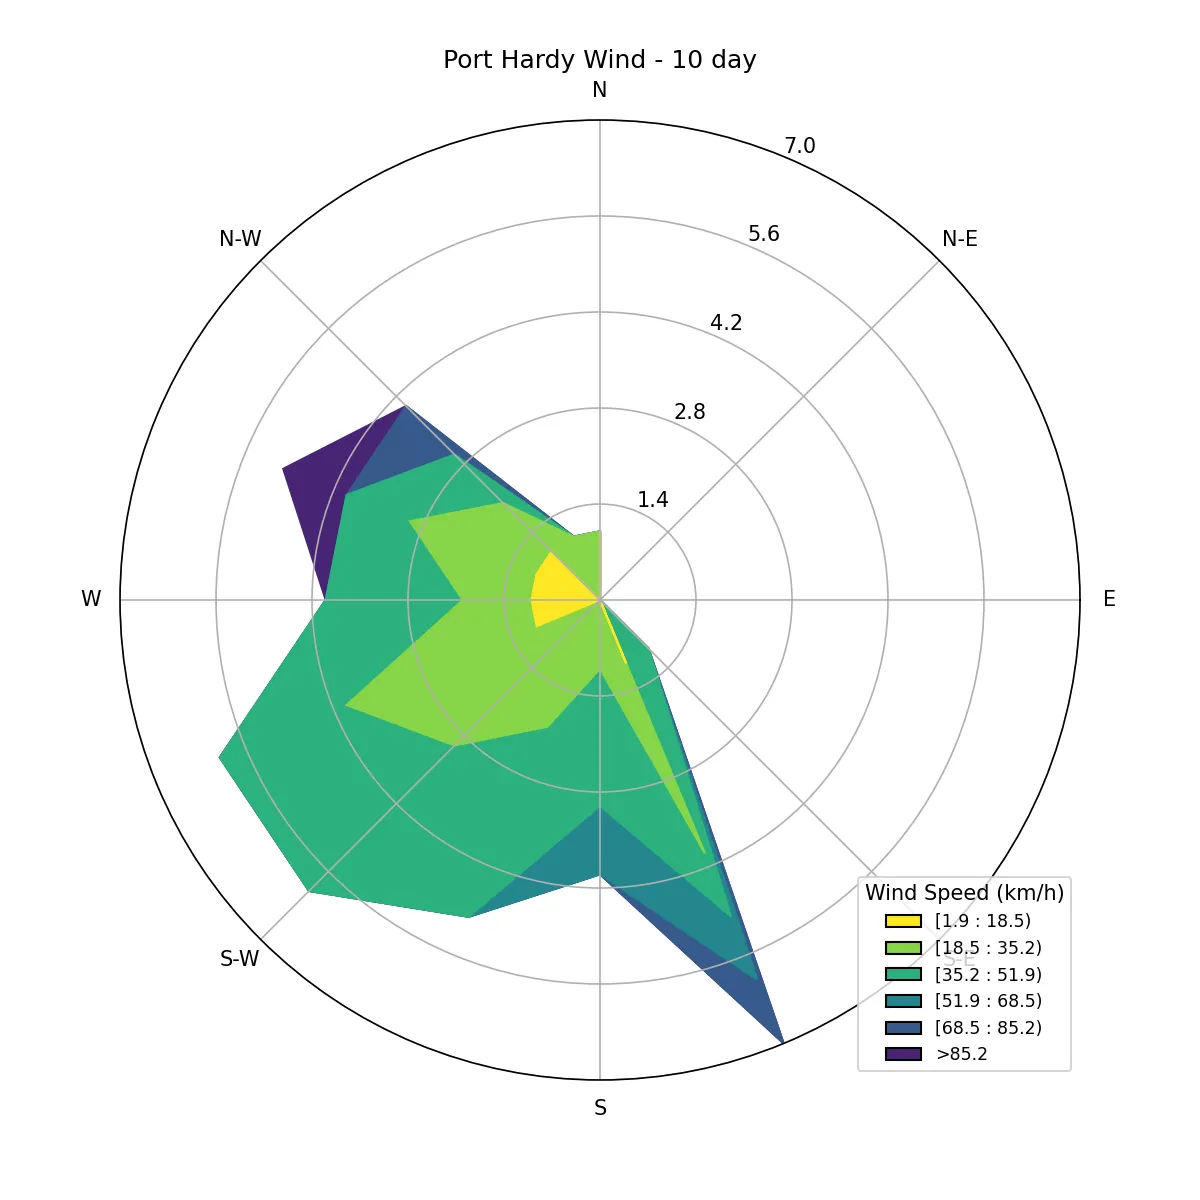 Port Hardy Wind - 10 day
N
7.0
N-W
N-E
5.6
4.2
2.8
1.4
W
E
Wind Speed (km/h)
[1.9 : 18.5)
[18.5 : 35.2)
[35.2 : 51.9)
[51.9 : 68.5)
[68.5 : 85.2)
>85.2
S-W
S-E
S